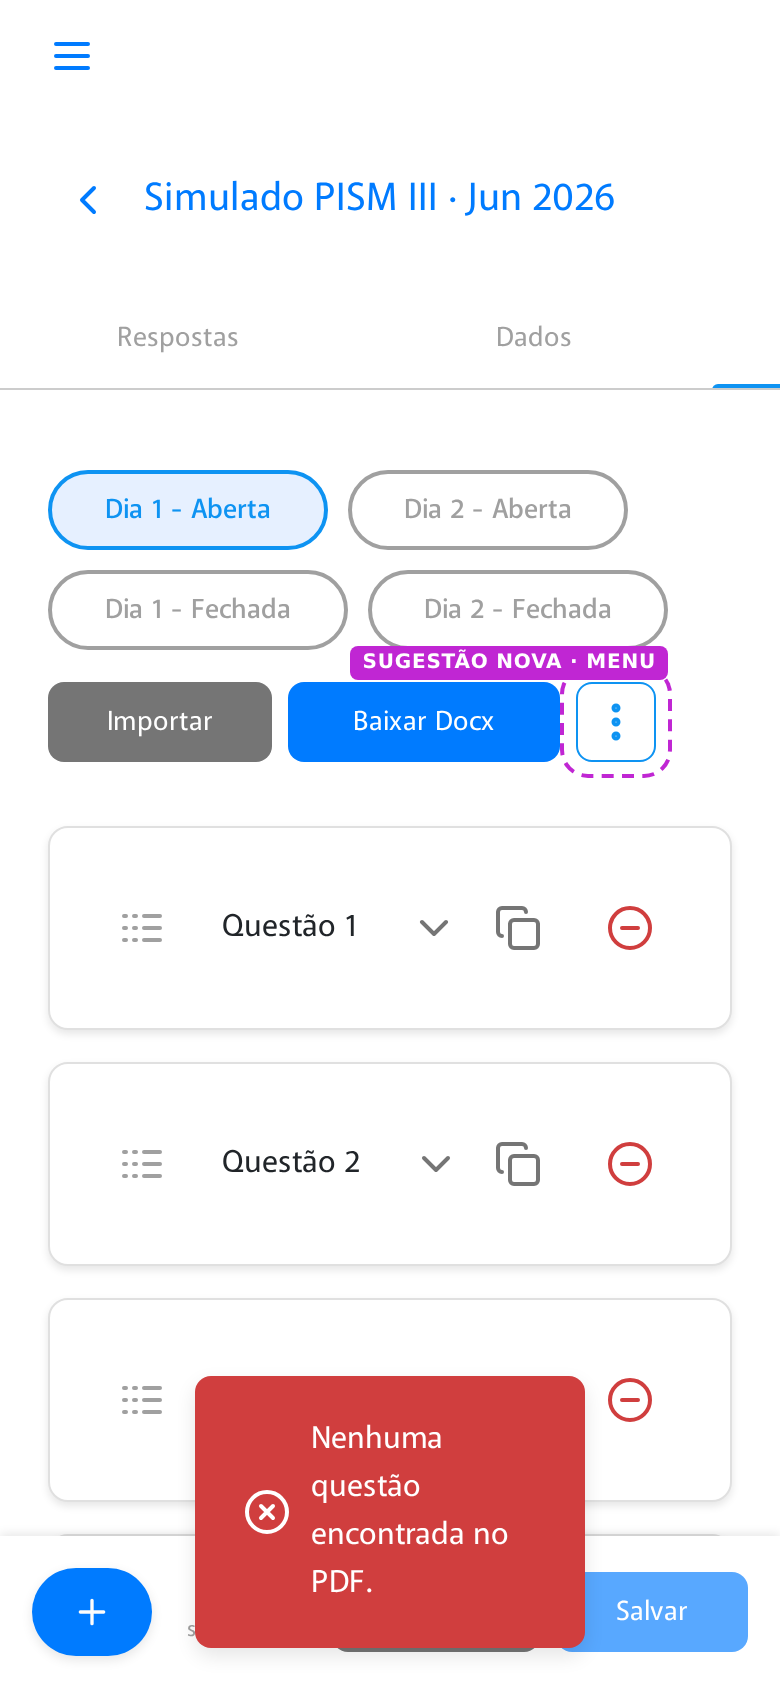 Simulado PISM III · Jun 2026
Respostas
Dados
Dia 1 - Aberta
Dia 2 - Aberta
Dia 1 - Fechada
Dia 2 - Fechada
SUGESTÃO NOVA · MENU
Importar
Baixar Docx
Questão 1
Questão 2
Nenhuma
questão
encontrada no
PDF.
Salvar